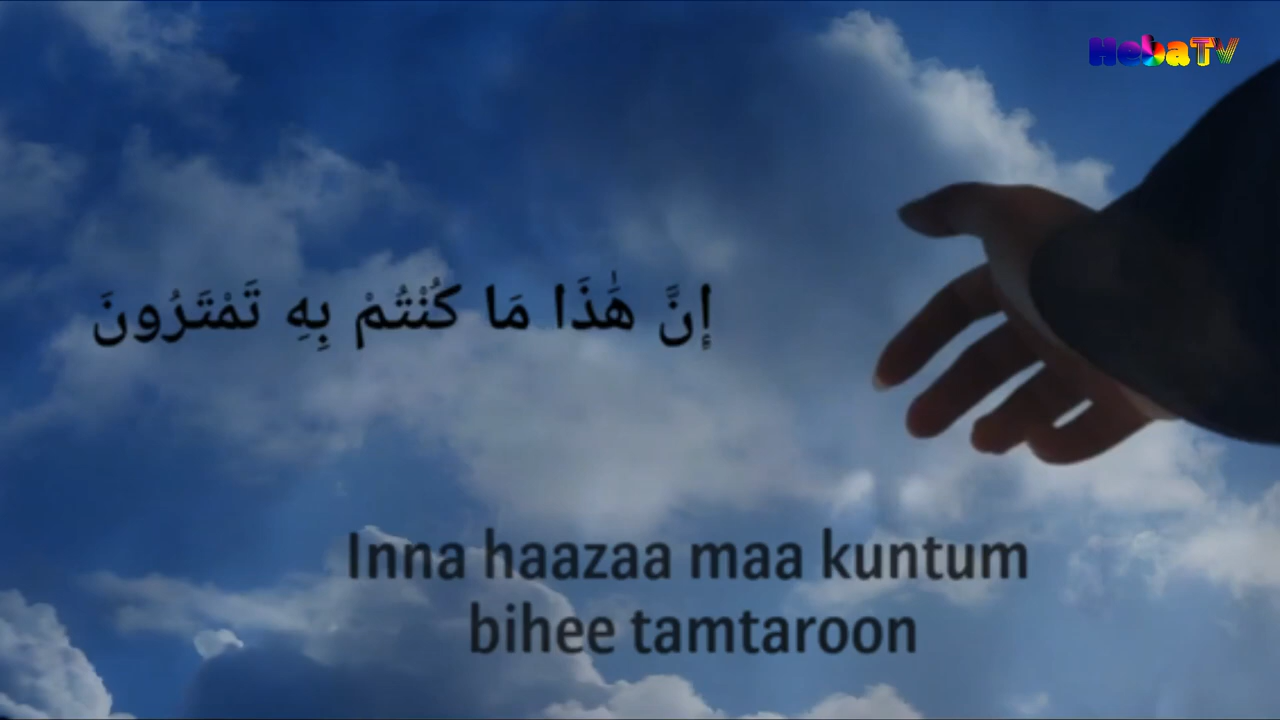 HebaTV
إِنَّ هَٰذَا مَا كُنْتُمْ بِهِ تَمْتَرُونَ
Inna haazaa maa kuntum
bihee tamtaroon